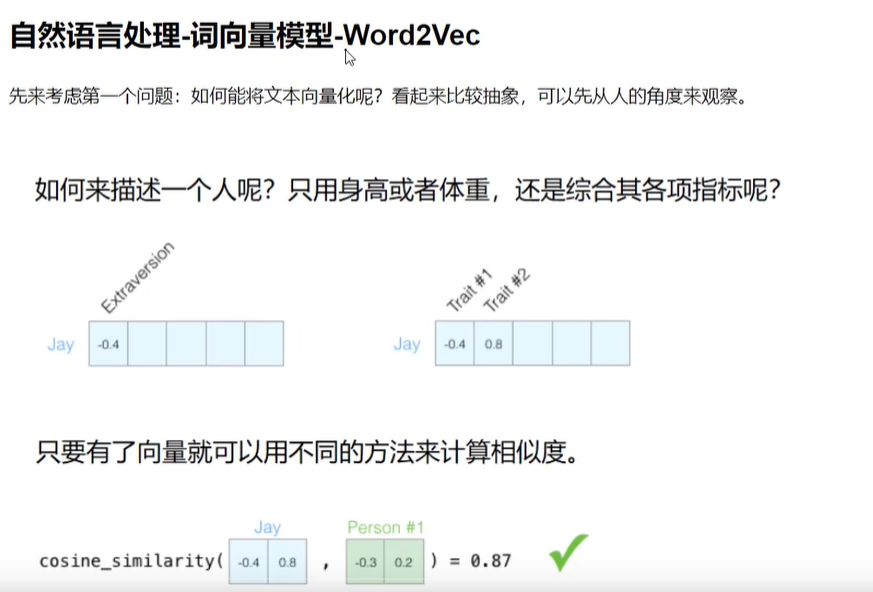 自然语言处理-词向量模型-Word2Vec
先来考虑第一个问题：如何能将文本向量化呢？看起来比较抽象，可以先从人的角度来观察。
如何来描述一个人呢？只用身高或者体重，还是综合其各项指标呢？
Extraversion
Jay -0.4
Trait #1 Trait #2
Jay -0.4 0.8
只要有了向量就可以用不同的方法来计算相似度。
Jay Person #1
cosine_similarity( -0.4 0.8 , -0.3 0.2 ) = 0.87